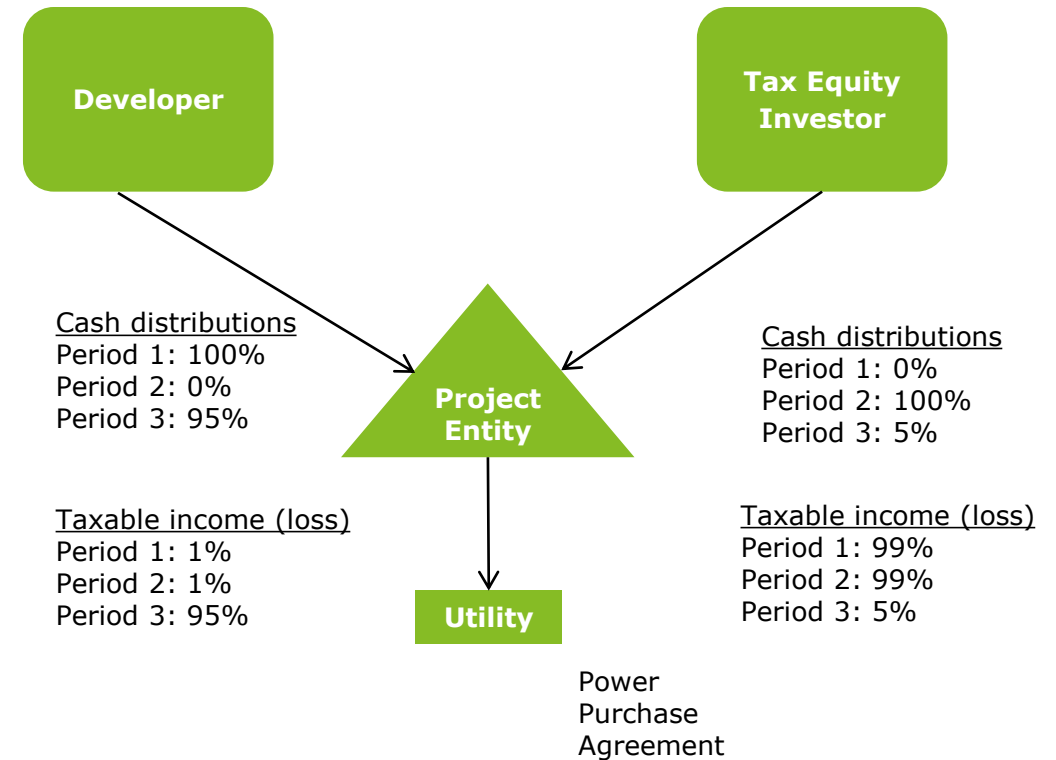 Developer
Tax Equity
Investor
Cash distributions
Period 1: 100%
Period 2: 0%
Period 3: 95%
Project
Entity
Cash distributions
Period 1: 0%
Period 2: 100%
Period 3: 5%
Taxable income (loss)
Period 1: 1%
Period 2: 1%
Period 3: 95%
Utility
Taxable income (loss)
Period 1: 99%
Period 2: 99%
Period 3: 5%
Power
Purchase
Agreement